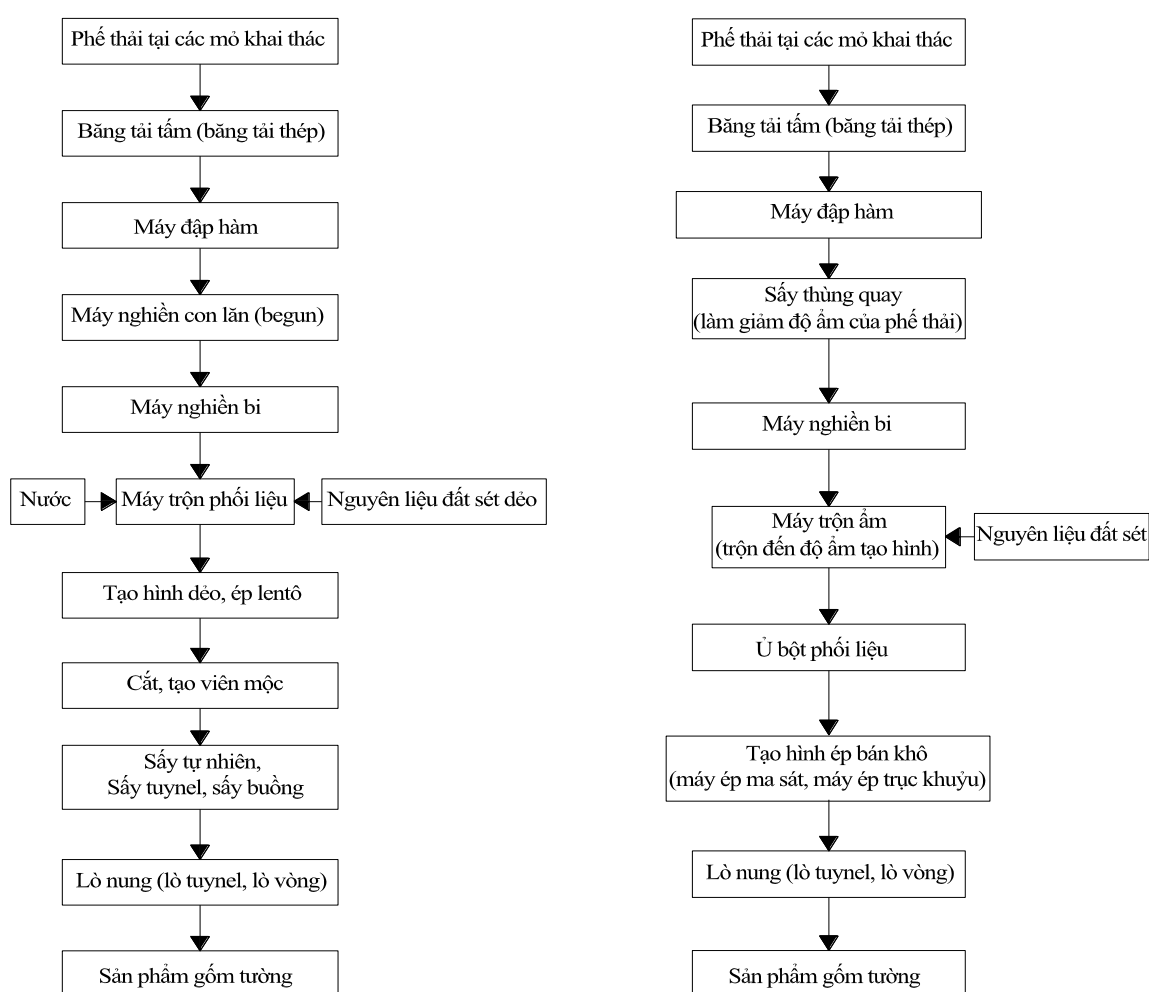 Phế thải tại các mỏ khai thác
Băng tải tấm (băng tải thép)
Máy đập hàm
Máy nghiền con lăn (begun)
Máy nghiền bi
Nước
Máy trộn phối liệu
Nguyên liệu đất sét dẻo
Tạo hình dẻo, ép lentô
Cắt, tạo viên mộc
Sấy tự nhiên,
Sấy tuynel, sấy buồng
Lò nung (lò tuynel, lò vòng)
Sản phẩm gốm tường
Phế thải tại các mỏ khai thác
Băng tải tấm (băng tải thép)
Máy đập hàm
Sấy thùng quay
(làm giảm độ ẩm của phế thải)
Máy nghiền bi
Máy trộn ẩm
(trộn đến độ ẩm tạo hình)
Nguyên liệu đất sét
Ủ bột phối liệu
Tạo hình ép bán khô
(máy ép ma sát, máy ép trục khuỷu)
Lò nung (lò tuynel, lò vòng)
Sản phẩm gốm tường